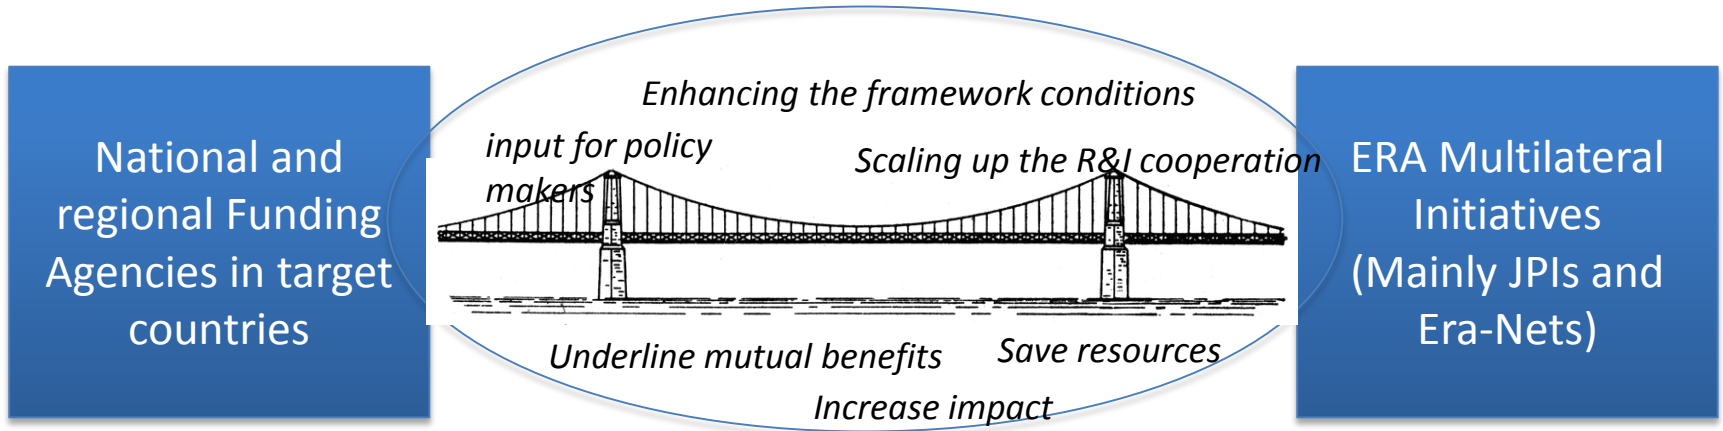 National and
regional Funding
Agencies in target
countries
Enhancing the framework conditions
input for policy
makers
Scaling up the R&I cooperation
Underline mutual benefits
Save resources
Increase impact
ERA Multilateral
Initiatives
(Mainly JPIs and
Era-Nets)